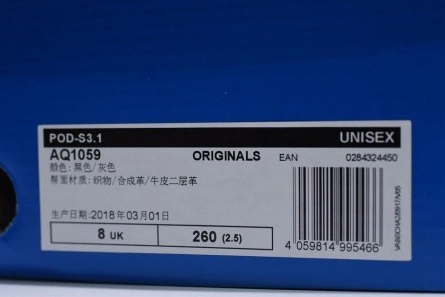 POD-S3.1 UNISEX
AQ1059 ORIGINALS EAN 0284324450
颜色: 黑色/灰色
帮面材质: 织物/合成革/牛皮二层革
生产日期:2018年03月01日
8 UK 260 (2.5)
4 059814 995466